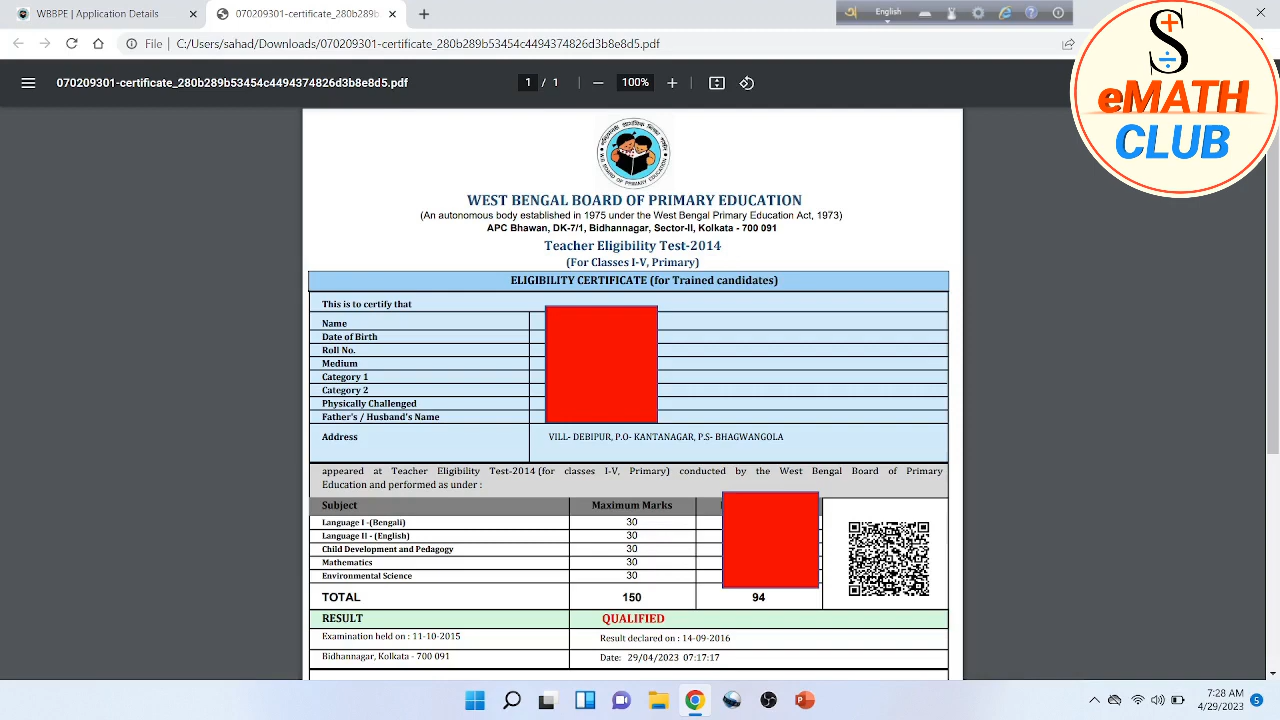 WBBPE | Application Details
070209301-certificate_280b289b
English
File | C:/Users/sahad/Downloads/070209301-certificate_280b289b53454c4494374826d3b8e8d5.pdf
070209301-certificate_280b289b53454c4494374826d3b8e8d5.pdf
1 / 1
100%
S
eMATH
CLUB
WEST BENGAL BOARD OF PRIMARY EDUCATION
(An autonomous body established in 1975 under the West Bengal Primary Education Act, 1973)
APC Bhawan, DK-7/1, Bidhannagar, Sector-II, Kolkata - 700 091
Teacher Eligibility Test-2014
(For Classes I-V, Primary)
ELIGIBILITY CERTIFICATE (for Trained candidates)
This is to certify that
Name
Date of Birth
Roll No.
Medium
Category 1
Category 2
Physically Challenged
Father's / Husband's Name
Address VILL- DEBIPUR, P.O- KANTANAGAR, P.S- BHAGWANGOLA
appeared at Teacher Eligibility Test-2014 (for classes I-V, Primary) conducted by the West Bengal Board of Primary
Education and performed as under :
Subject Maximum Marks
Language I -(Bengali) 30
Language II - (English) 30
Child Development and Pedagogy 30
Mathematics 30
Environmental Science 30
TOTAL 150 94
RESULT QUALIFIED
Examination held on : 11-10-2015 Result declared on : 14-09-2016
Bidhannagar, Kolkata - 700 091 Date: 29/04/2023 07:17:17
7:28 AM
4/29/2023
5